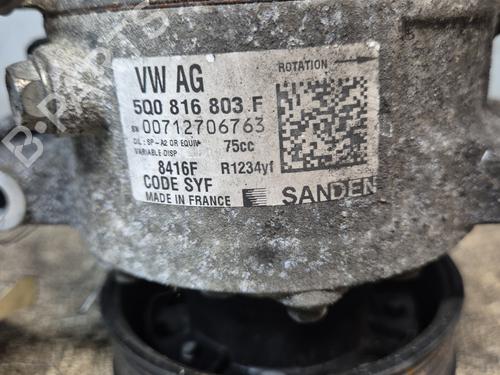 VW AG
ROTATION
5Q0 816 803 F
SN 00712706763
OIL: SP-A2 OR EQUIV 75cc
VARIABLE DISP
8416F R1234yf
CODE SYF
MADE IN FRANCE
SANDEN